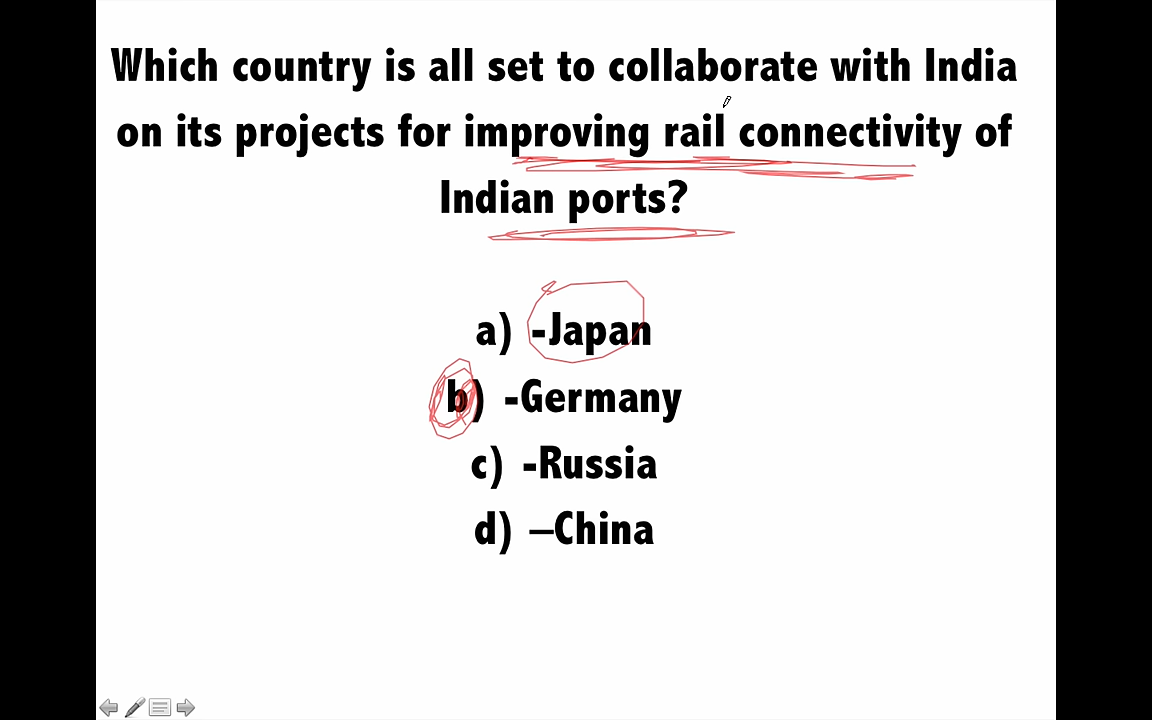 Which country is all set to collaborate with India
on its projects for improving rail connectivity of
Indian ports?
a) -Japan
b) -Germany
c) -Russia
d) –China